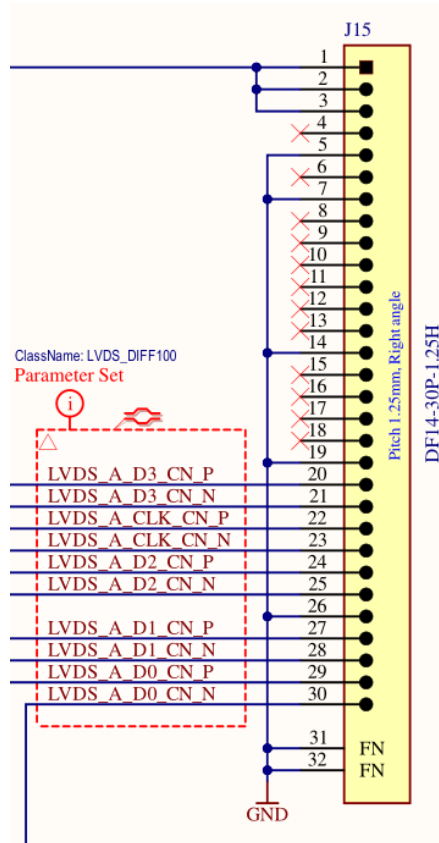 J15
1
2
3
4
5
6
7
8
9
10
11
12
13
14
15
16
17
18
19
20
21
22
23
24
25
26
27
28
29
30
31
32
FN
FN
Pitch 1.25mm, Right angle
DF14-30P-1.25H
ClassName: LVDS_DIFF100
Parameter Set
i
LVDS_A_D3_CN_P
LVDS_A_D3_CN_N
LVDS_A_CLK_CN_P
LVDS_A_CLK_CN_N
LVDS_A_D2_CN_P
LVDS_A_D2_CN_N
LVDS_A_D1_CN_P
LVDS_A_D1_CN_N
LVDS_A_D0_CN_P
LVDS_A_D0_CN_N
GND